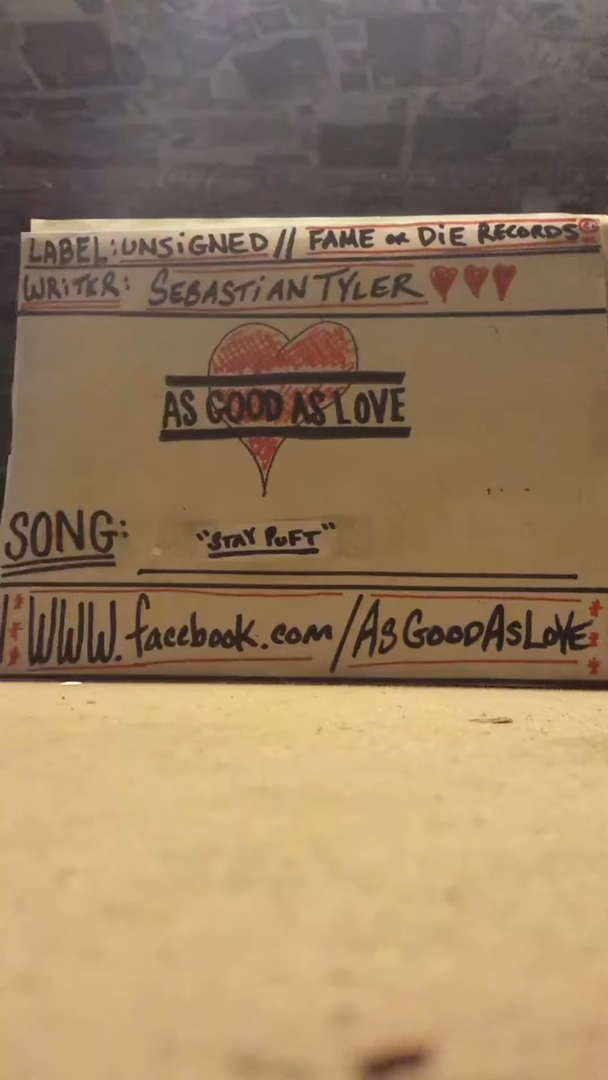 LABEL: UNSiGNED // FAME or DiE RECORDS©
WRiTER: SEBASTiAN TYLER
AS GOOD AS LOVE
SONG: "STAY PUFT"
WWW.facebook.com/AsGoodAsLoVE